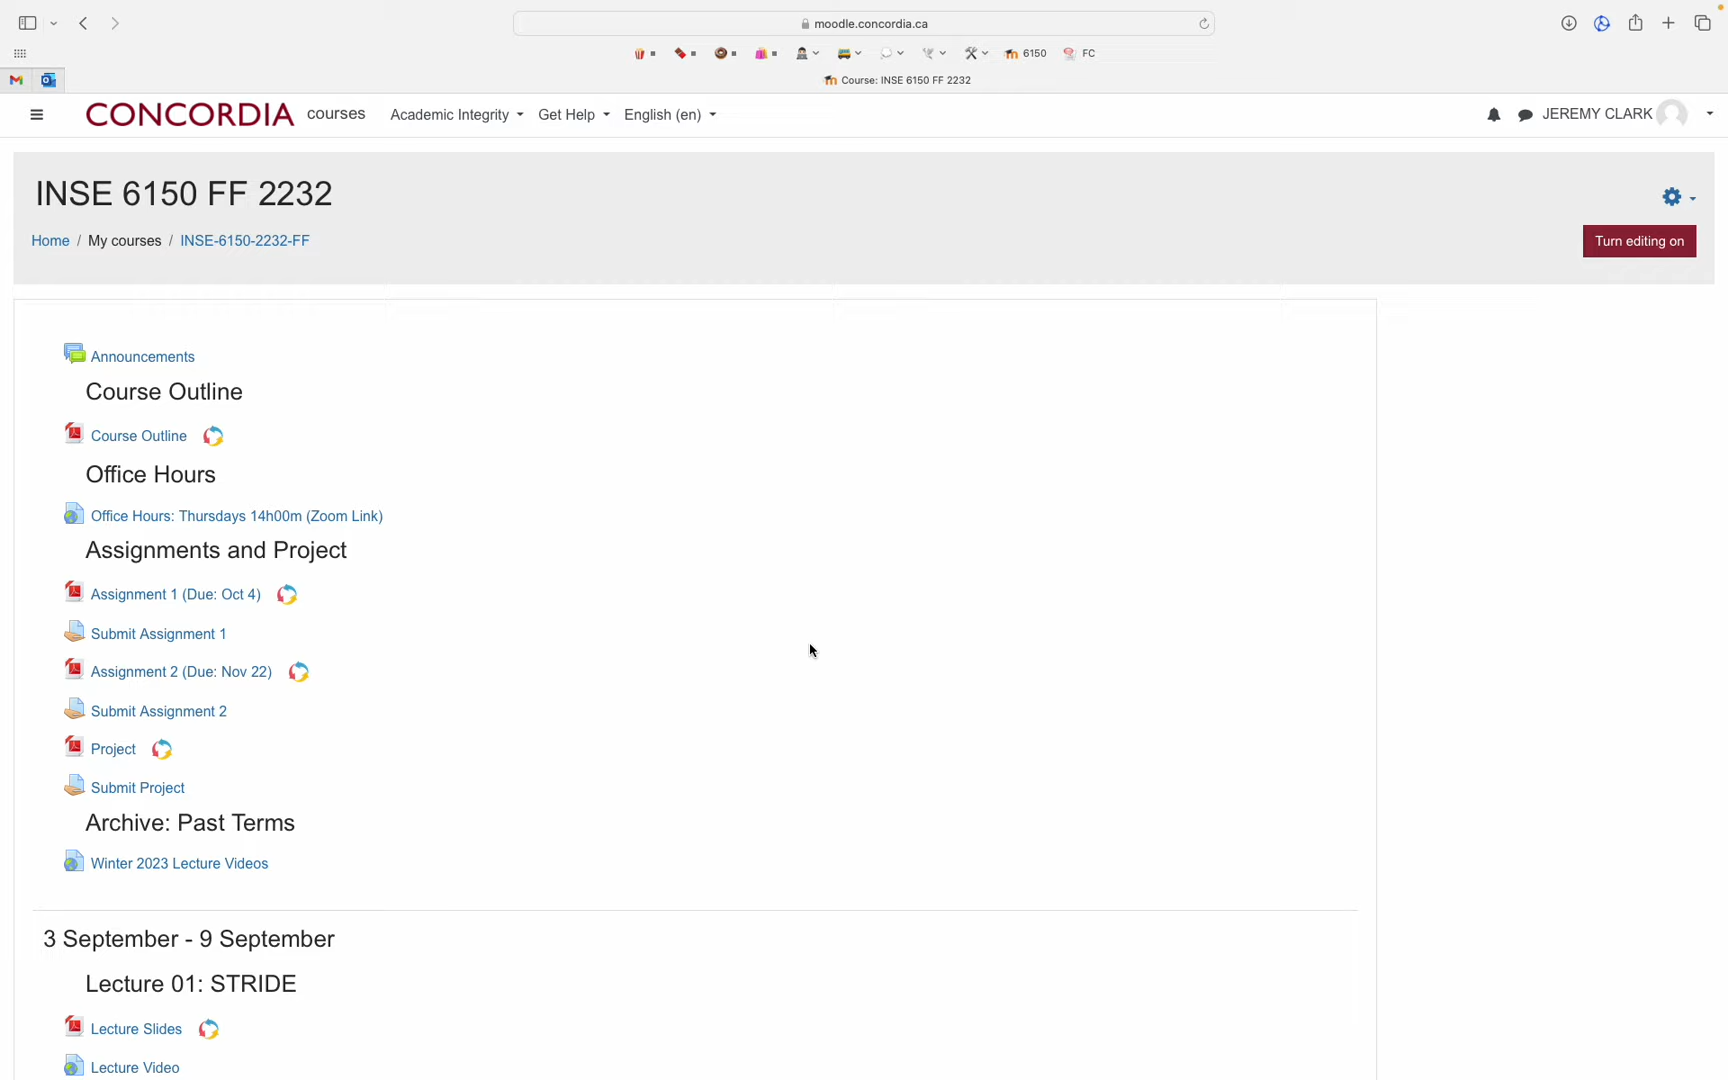 moodle.concordia.ca
6150
FC
Course: INSE 6150 FF 2232
CONCORDIA courses Academic Integrity Get Help English (en) JEREMY CLARK
INSE 6150 FF 2232
Home / My courses / INSE-6150-2232-FF
Turn editing on
Announcements
Course Outline
Course Outline
Office Hours
Office Hours: Thursdays 14h00m (Zoom Link)
Assignments and Project
Assignment 1 (Due: Oct 4)
Submit Assignment 1
Assignment 2 (Due: Nov 22)
Submit Assignment 2
Project
Submit Project
Archive: Past Terms
Winter 2023 Lecture Videos
3 September - 9 September
Lecture 01: STRIDE
Lecture Slides
Lecture Video